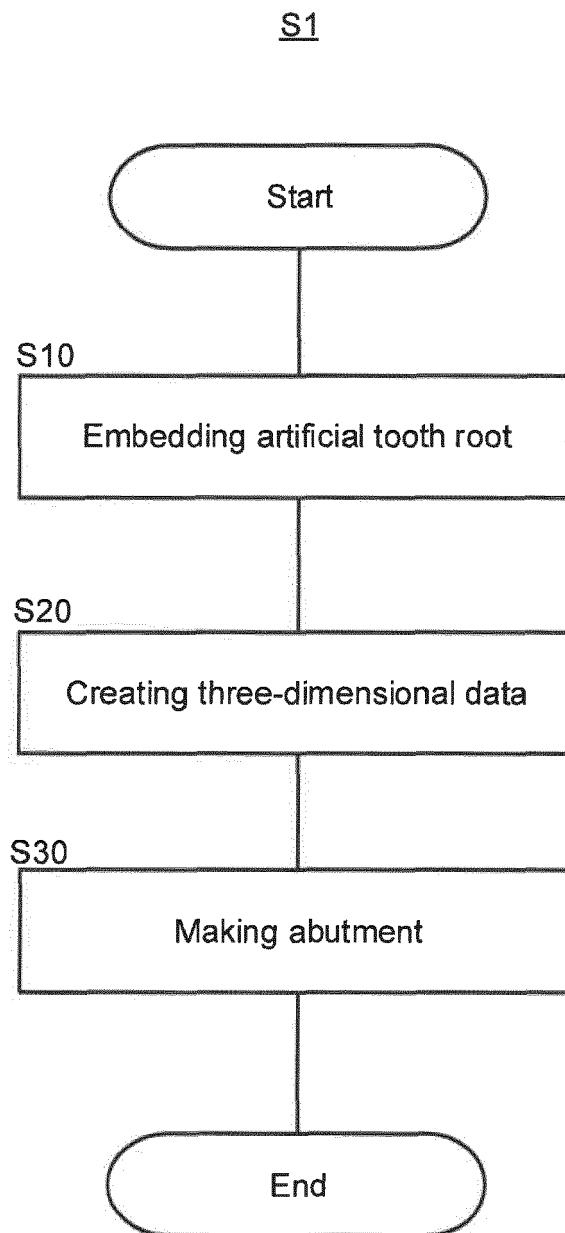 S1
Start
S10
Embedding artificial tooth root
S20
Creating three-dimensional data
S30
Making abutment
End